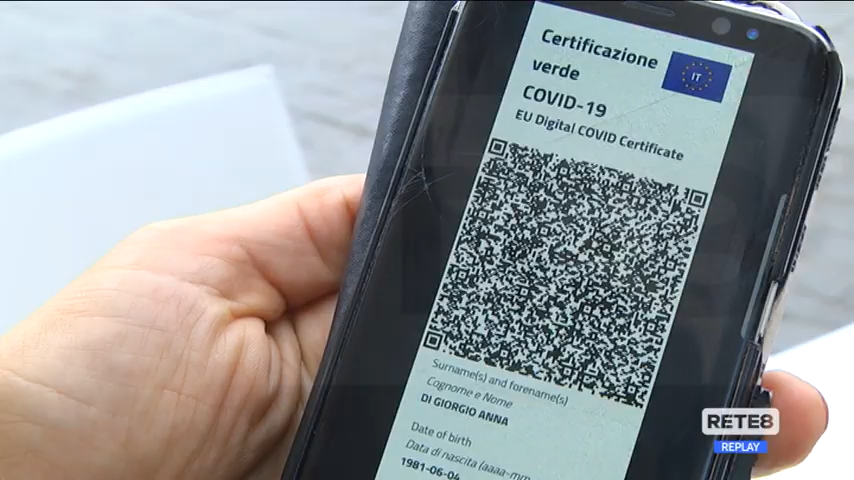 Certificazione
verde
COVID-19
IT
EU Digital COVID Certificate
Surname(s) and forename(s)
Cognome e Nome
DI GIORGIO ANNA
Date of birth
Data di nascita (aaaa-mm
1981-06-04
RETE8
REPLAY